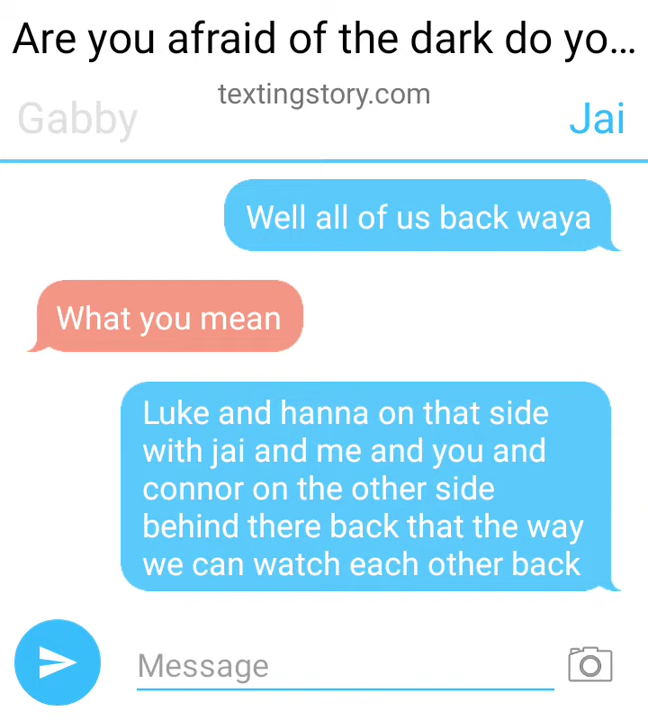 Are you afraid of the dark do yo...
textingstory.com
Gabby
Jai
Well all of us back waya
What you mean
Luke and hanna on that side
with jai and me and you and
connor on the other side
behind there back that the way
we can watch each other back
Message